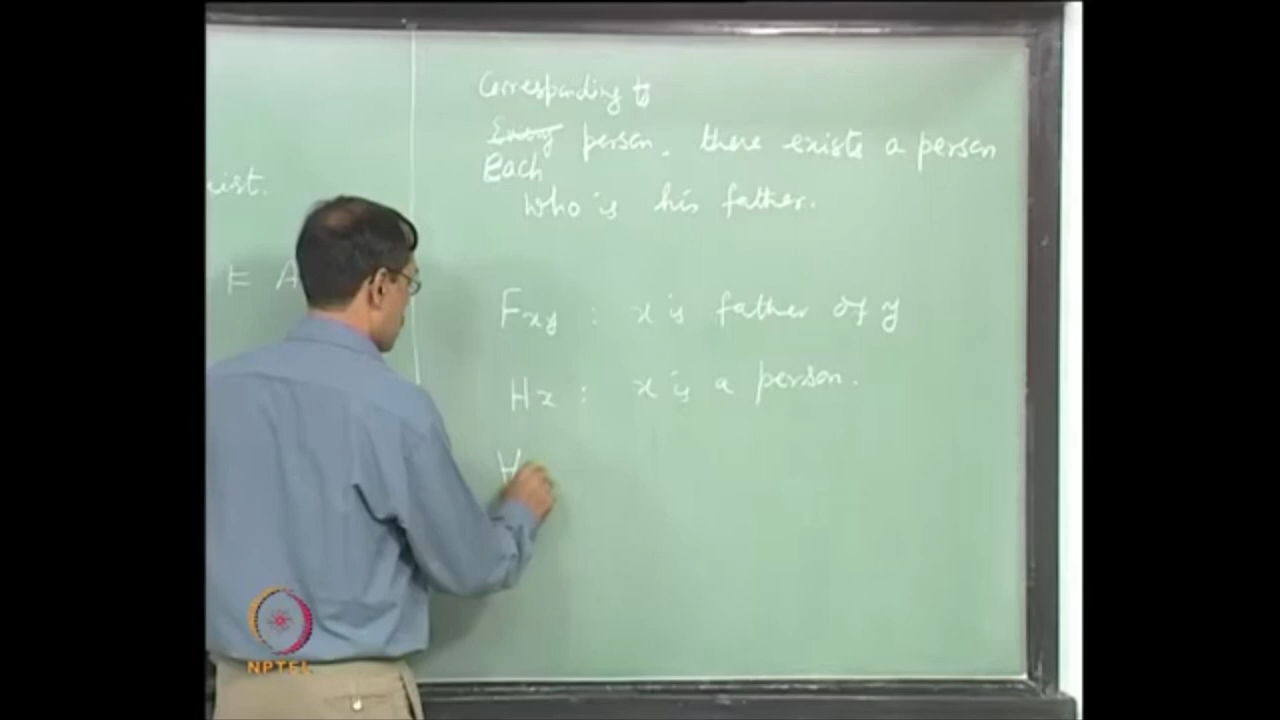 Corresponding to
Every person, there exists a person
Each
who is his father.
ist.
⊨ A
Fxy : x is father of y
Hx : x is a person.
∀
NPTEL